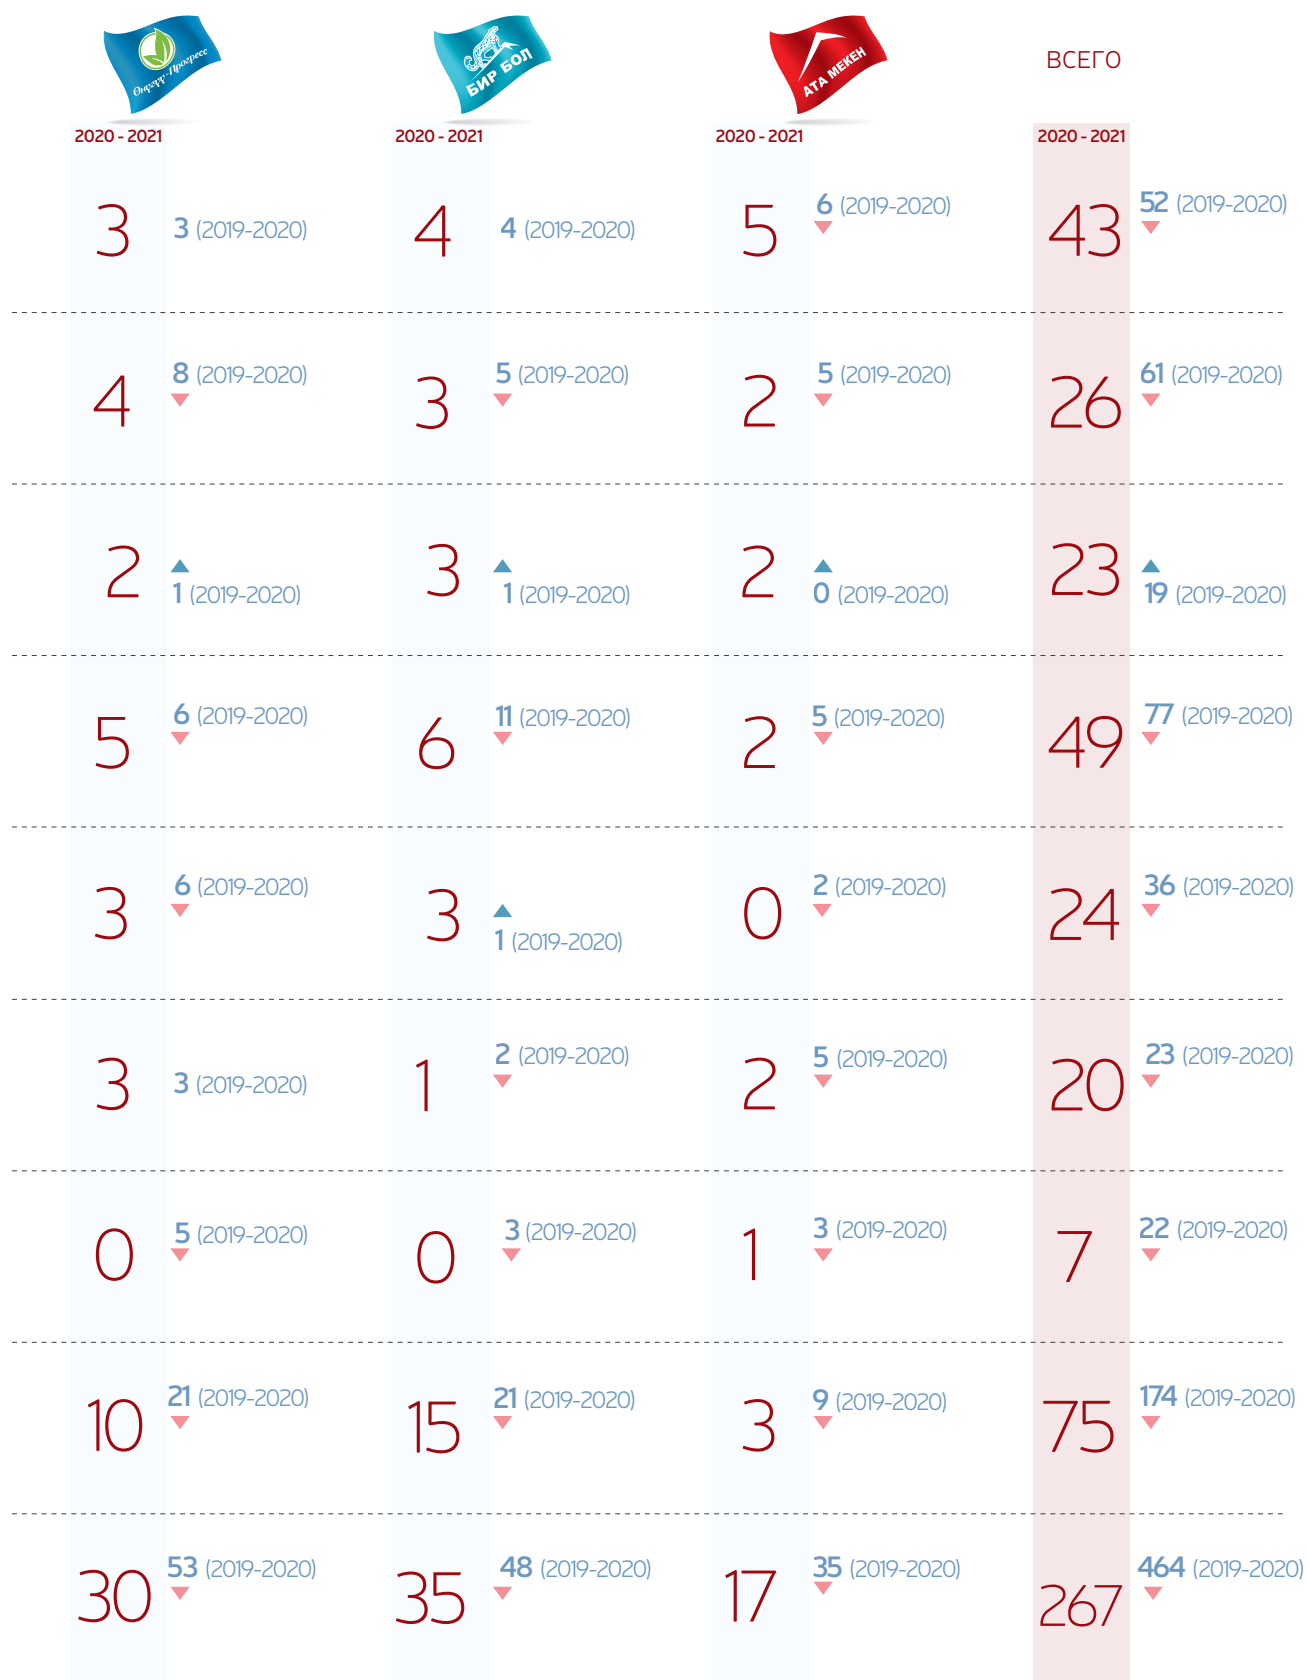 Өнүгүү-Прогресс
БИР БОЛ
АТА МЕКЕН
ВСЕГО
2020 - 2021
2020 - 2021
2020 - 2021
2020 - 2021
3 3 (2019-2020) 4 4 (2019-2020) 5 6 (2019-2020) 43 52 (2019-2020)
4 8 (2019-2020) 3 5 (2019-2020) 2 5 (2019-2020) 26 61 (2019-2020)
2 1 (2019-2020) 3 1 (2019-2020) 2 0 (2019-2020) 23 19 (2019-2020)
5 6 (2019-2020) 6 11 (2019-2020) 2 5 (2019-2020) 49 77 (2019-2020)
3 6 (2019-2020) 3 1 (2019-2020) 0 2 (2019-2020) 24 36 (2019-2020)
3 3 (2019-2020) 1 2 (2019-2020) 2 5 (2019-2020) 20 23 (2019-2020)
0 5 (2019-2020) 0 3 (2019-2020) 1 3 (2019-2020) 7 22 (2019-2020)
10 21 (2019-2020) 15 21 (2019-2020) 3 9 (2019-2020) 75 174 (2019-2020)
30 53 (2019-2020) 35 48 (2019-2020) 17 35 (2019-2020) 267 464 (2019-2020)